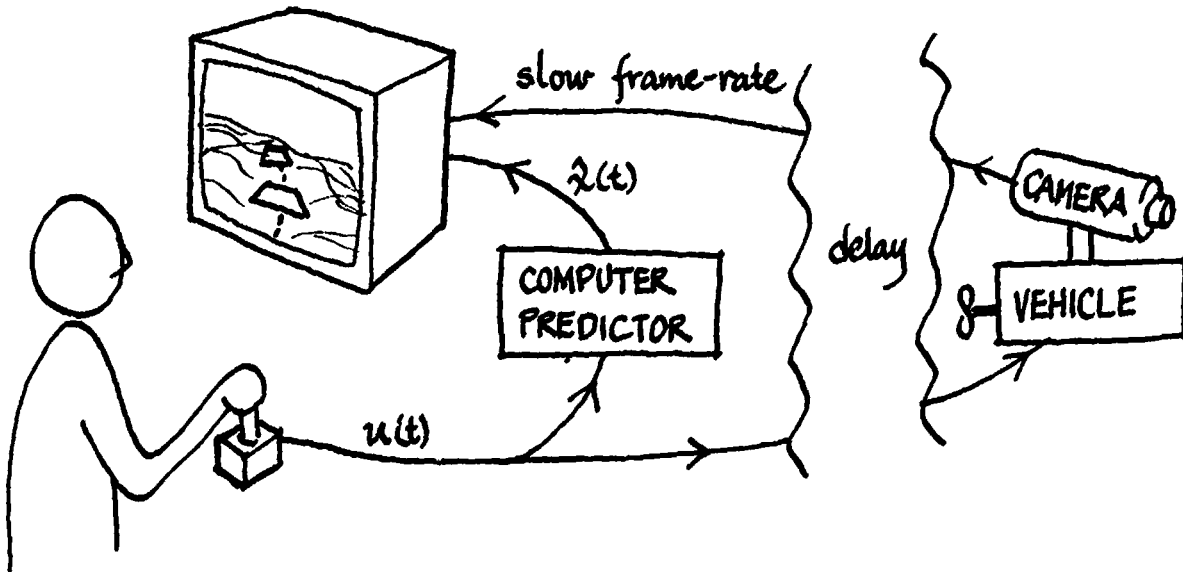 slow frame-rate
x̂(t)
CAMERA
delay
COMPUTER
PREDICTOR
VEHICLE
u(t)